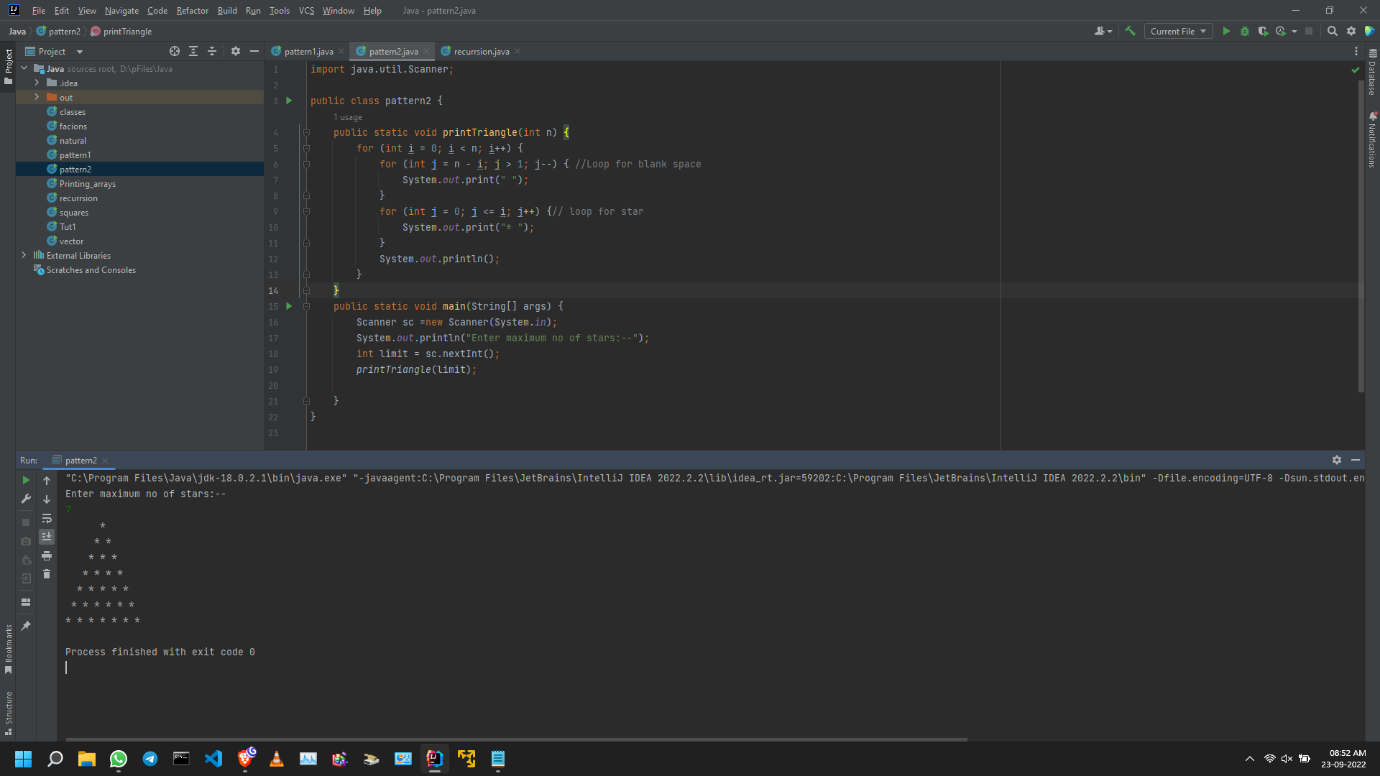 File Edit View Navigate Code Refactor Build Run Tools VCS Window Help Java - pattern2.java
Java pattern2 printTriangle Current File
Project
Project
pattern1.java pattern2.java recurrsion.java
Java sources root, D:\pFiles\Java
.idea
out
classes
facions
natural
pattern1
pattern2
Printing_arrays
recurrsion
squares
Tut1
vector
External Libraries
Scratches and Consoles
1 import java.util.Scanner;
2
3 public class pattern2 {
1 usage
4 public static void printTriangle(int n) {
5 for (int i = 0; i < n; i++) {
6 for (int j = n - i; j > 1; j--) { //Loop for blank space
7 System.out.print(" ");
8 }
9 for (int j = 0; j <= i; j++) {// loop for star
10 System.out.print("* ");
11 }
12 System.out.println();
13 }
14 }
15 public static void main(String[] args) {
16 Scanner sc =new Scanner(System.in);
17 System.out.println("Enter maximum no of stars:--");
18 int limit = sc.nextInt();
19 printTriangle(limit);
20
21 }
22 }
23
Database
Notifications
Run: pattern2
"C:\Program Files\Java\jdk-18.0.2.1\bin\java.exe" "-javaagent:C:\Program Files\JetBrains\IntelliJ IDEA 2022.2.2\lib\idea_rt.jar=59202:C:\Program Files\JetBrains\IntelliJ IDEA 2022.2.2\bin" -Dfile.encoding=UTF-8 -Dsun.stdout.en
Enter maximum no of stars:--
7
*
* *
* * *
* * * *
* * * * *
* * * * * *
* * * * * * *
Process finished with exit code 0
Bookmarks
Structure
08:52 AM
23-09-2022